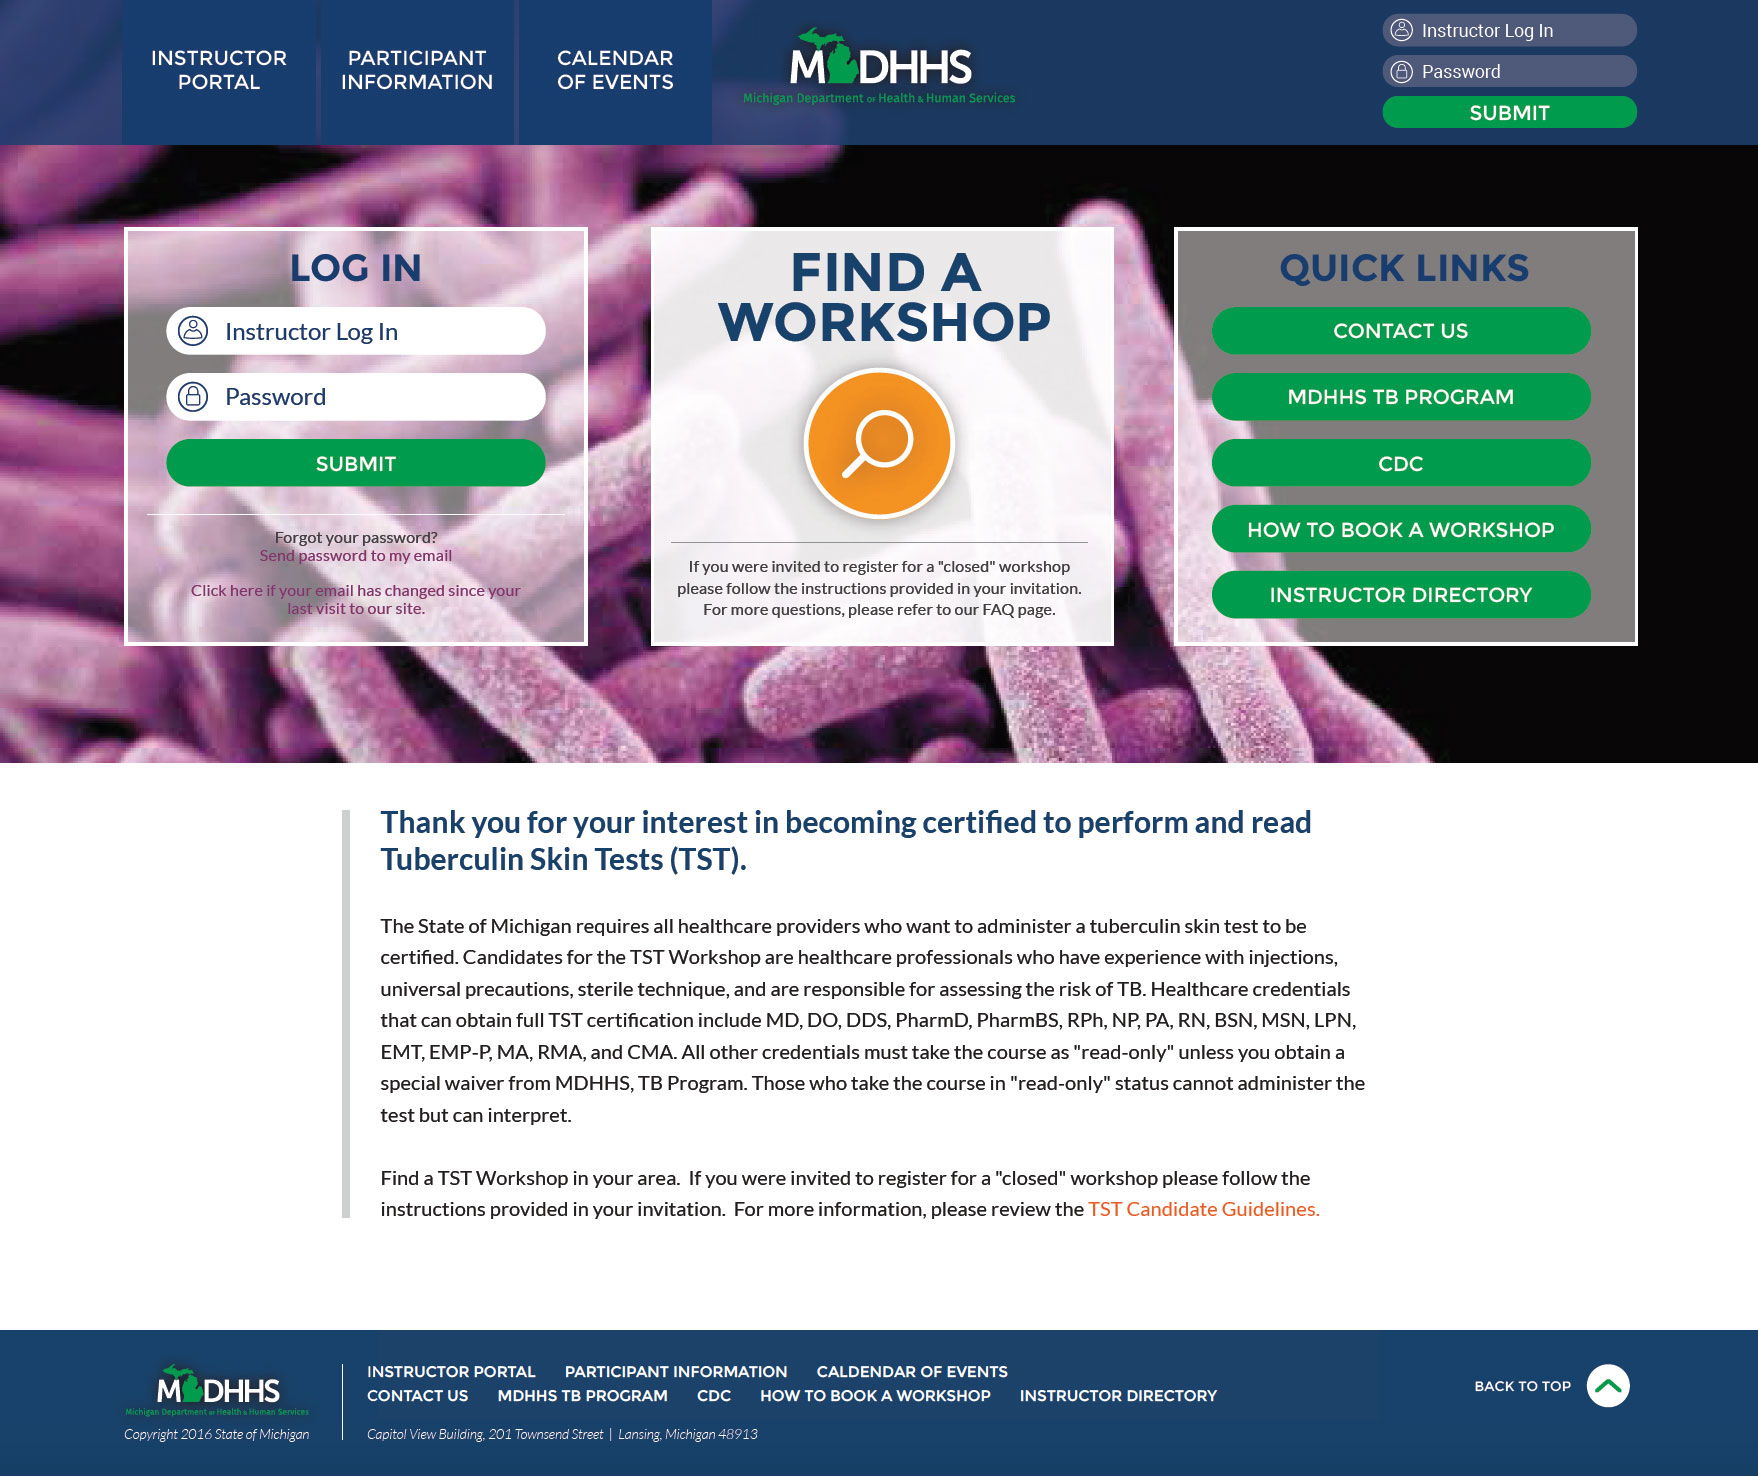 INSTRUCTOR
PORTAL
PARTICIPANT
INFORMATION
CALENDAR
OF EVENTS
MDHHS
Michigan Department of Health & Human Services
Instructor Log In
Password
SUBMIT
LOG IN
Instructor Log In
Password
SUBMIT
Forgot your password?
Send password to my email
Click here if your email has changed since your
last visit to our site.
FIND A
WORKSHOP
If you were invited to register for a "closed" workshop
please follow the instructions provided in your invitation.
For more questions, please refer to our FAQ page.
QUICK LINKS
CONTACT US
MDHHS TB PROGRAM
CDC
HOW TO BOOK A WORKSHOP
INSTRUCTOR DIRECTORY
Thank you for your interest in becoming certified to perform and read
Tuberculin Skin Tests (TST).
The State of Michigan requires all healthcare providers who want to administer a tuberculin skin test to be
certified. Candidates for the TST Workshop are healthcare professionals who have experience with injections,
universal precautions, sterile technique, and are responsible for assessing the risk of TB. Healthcare credentials
that can obtain full TST certification include MD, DO, DDS, PharmD, PharmBS, RPh, NP, PA, RN, BSN, MSN, LPN,
EMT, EMP-P, MA, RMA, and CMA. All other credentials must take the course as "read-only" unless you obtain a
special waiver from MDHHS, TB Program. Those who take the course in "read-only" status cannot administer the
test but can interpret.
Find a TST Workshop in your area.  If you were invited to register for a "closed" workshop please follow the
instructions provided in your invitation.  For more information, please review the TST Candidate Guidelines.
MDHHS
Michigan Department of Health & Human Services
Copyright 2016 State of Michigan
INSTRUCTOR PORTAL PARTICIPANT INFORMATION CALDENDAR OF EVENTS
CONTACT US MDHHS TB PROGRAM CDC HOW TO BOOK A WORKSHOP INSTRUCTOR DIRECTORY
Capitol View Building, 201 Townsend Street | Lansing, Michigan 48913
BACK TO TOP